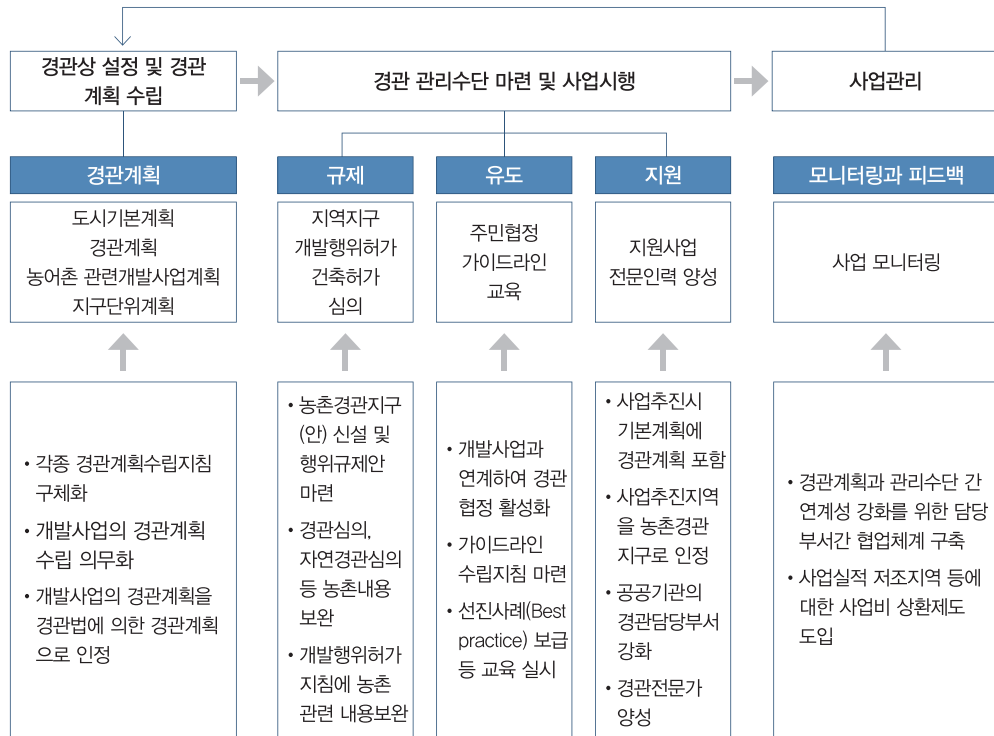 경관상 설정 및 경관
계획 수립
경관 관리수단 마련 및 사업시행
사업관리
경관계획
규제
유도
지원
모니터링과 피드백
도시기본계획
경관계획
농어촌 관련개발사업계획
지구단위계획
지역지구
개발행위허가
건축허가
심의
주민협정
가이드라인
교육
지원사업
전문인력 양성
사업 모니터링
• 각종 경관계획수립지침
구체화
• 개발사업의 경관계획
수립 의무화
• 개발사업의 경관계획을
경관법에 의한 경관계획
으로 인정
• 농촌경관지구
(안) 신설 및
행위규제안
마련
• 경관심의,
자연경관심의
등 농촌내용
보완
• 개발행위허가
지침에 농촌
관련 내용보완
• 개발사업과
연계하여 경관
협정 활성화
• 가이드라인
수립지침 마련
• 선진사례(Best
practice) 보급
등 교육 실시
• 사업추진시
기본계획에
경관계획 포함
• 사업추진지역
을 농촌경관
지구로 인정
• 공공기관의
경관담당부서
강화
• 경관전문가
양성
• 경관계획과 관리수단 간
연계성 강화를 위한 담당
부서간 협업체계 구축
• 사업실적 저조지역 등에
대한 사업비 상환제도
도입